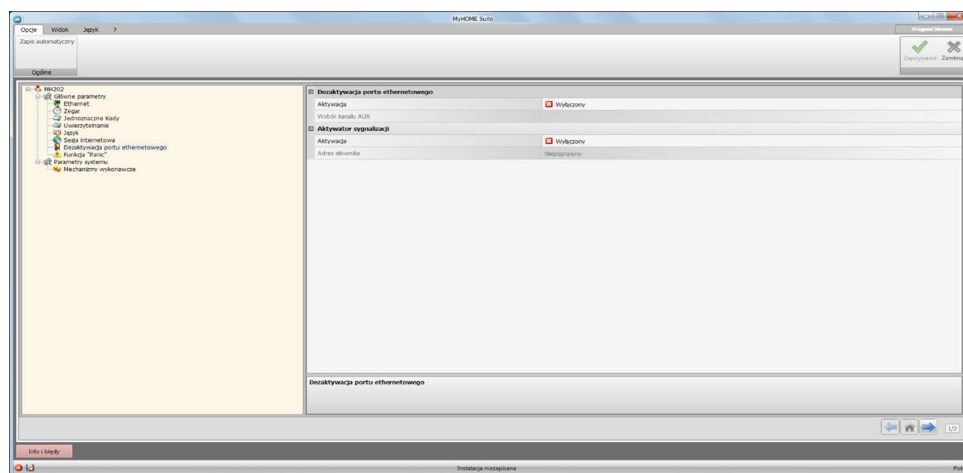 MyHOME Suite
Opcje Widok Język ?
Zapis automatyczny
Ogólne
Zamkną
MH202
Główne parametry
Ethernet
Zegar
Jednoznaczne Kody
Uwierzytelnianie
Język
Sesja internetowa
Dezaktywacja portu ethernetowego
Funkcja "Panic"
Parametry systemu
Mechanizmy wykonawcze
Dezaktywacja portu ethernetowego
Aktywacja Wyłączony
Wybór kanału AUX
Aktywator sygnalizacji
Aktywacja Wyłączony
Adres siłownika Niepoprawny
Dezaktywacja portu ethernetowego
1/2
Info i błędy
Instalacja niezapisana
Pol